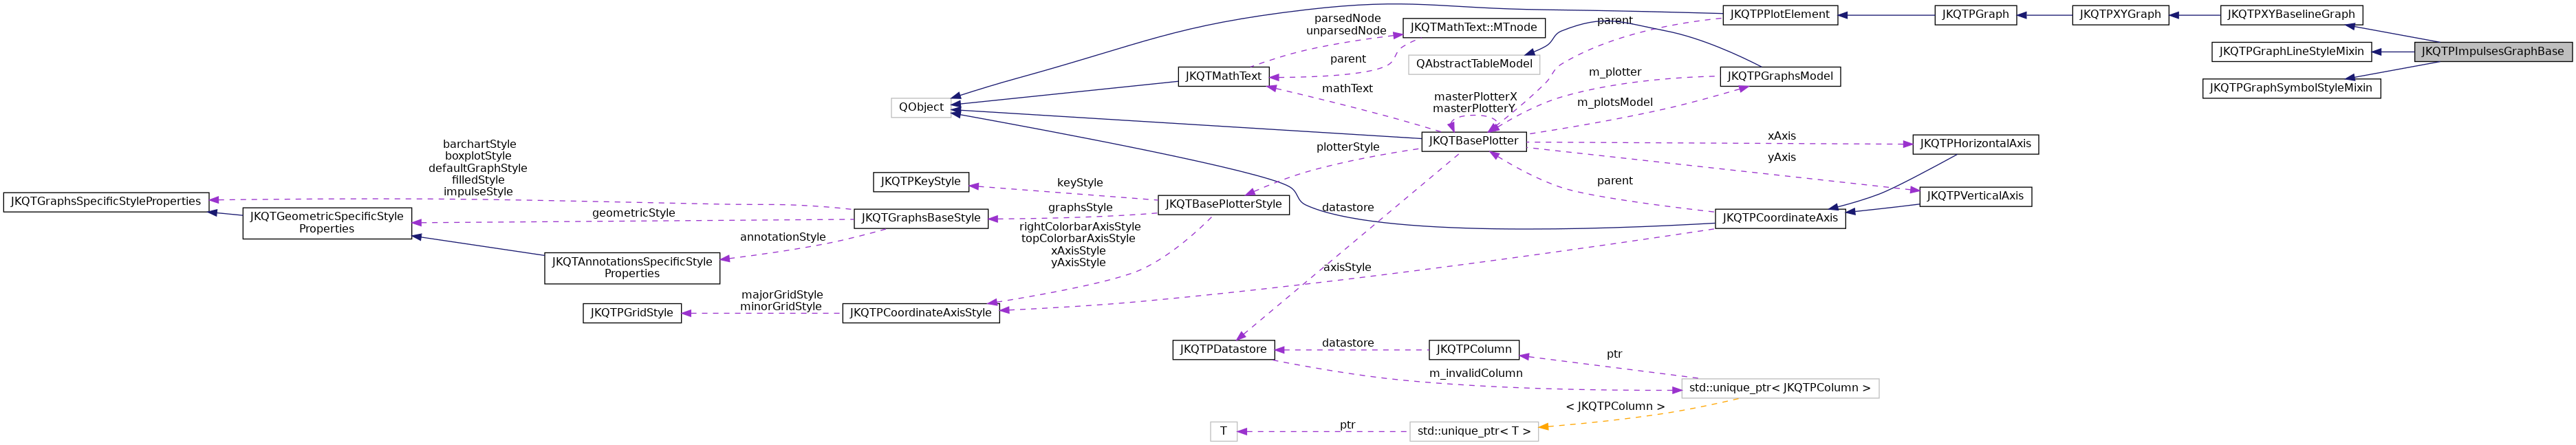 parsedNode
unparsedNode
JKQTMathText::MTnode
parent
JKQTPPlotElement
JKQTPGraph
JKQTPXYGraph
JKQTPXYBaselineGraph
JKQTPGraphLineStyleMixin
JKQTPImpulsesGraphBase
JKQTPGraphSymbolStyleMixin
QAbstractTableModel
parent
JKQTMathText
m_plotter
JKQTPGraphsModel
mathText
masterPlotterX
masterPlotterY
m_plotsModel
QObject
JKQTBasePlotter
xAxis
JKQTPHorizontalAxis
yAxis
plotterStyle
barchartStyle
boxplotStyle
defaultGraphStyle
filledStyle
impulseStyle
JKQTPKeyStyle
keyStyle
parent
JKQTPVerticalAxis
JKQTGraphsSpecificStyleProperties
JKQTGeometricSpecificStyle
Properties
geometricStyle
JKQTGraphsBaseStyle
graphsStyle
JKQTBasePlotterStyle
datastore
JKQTPCoordinateAxis
rightColorbarAxisStyle
topColorbarAxisStyle
xAxisStyle
yAxisStyle
annotationStyle
JKQTAnnotationsSpecificStyle
Properties
axisStyle
majorGridStyle
minorGridStyle
JKQTPGridStyle
JKQTPCoordinateAxisStyle
JKQTPDatastore
datastore
JKQTPColumn
ptr
m_invalidColumn
std::unique_ptr< JKQTPColumn >
< JKQTPColumn >
T
ptr
std::unique_ptr< T >